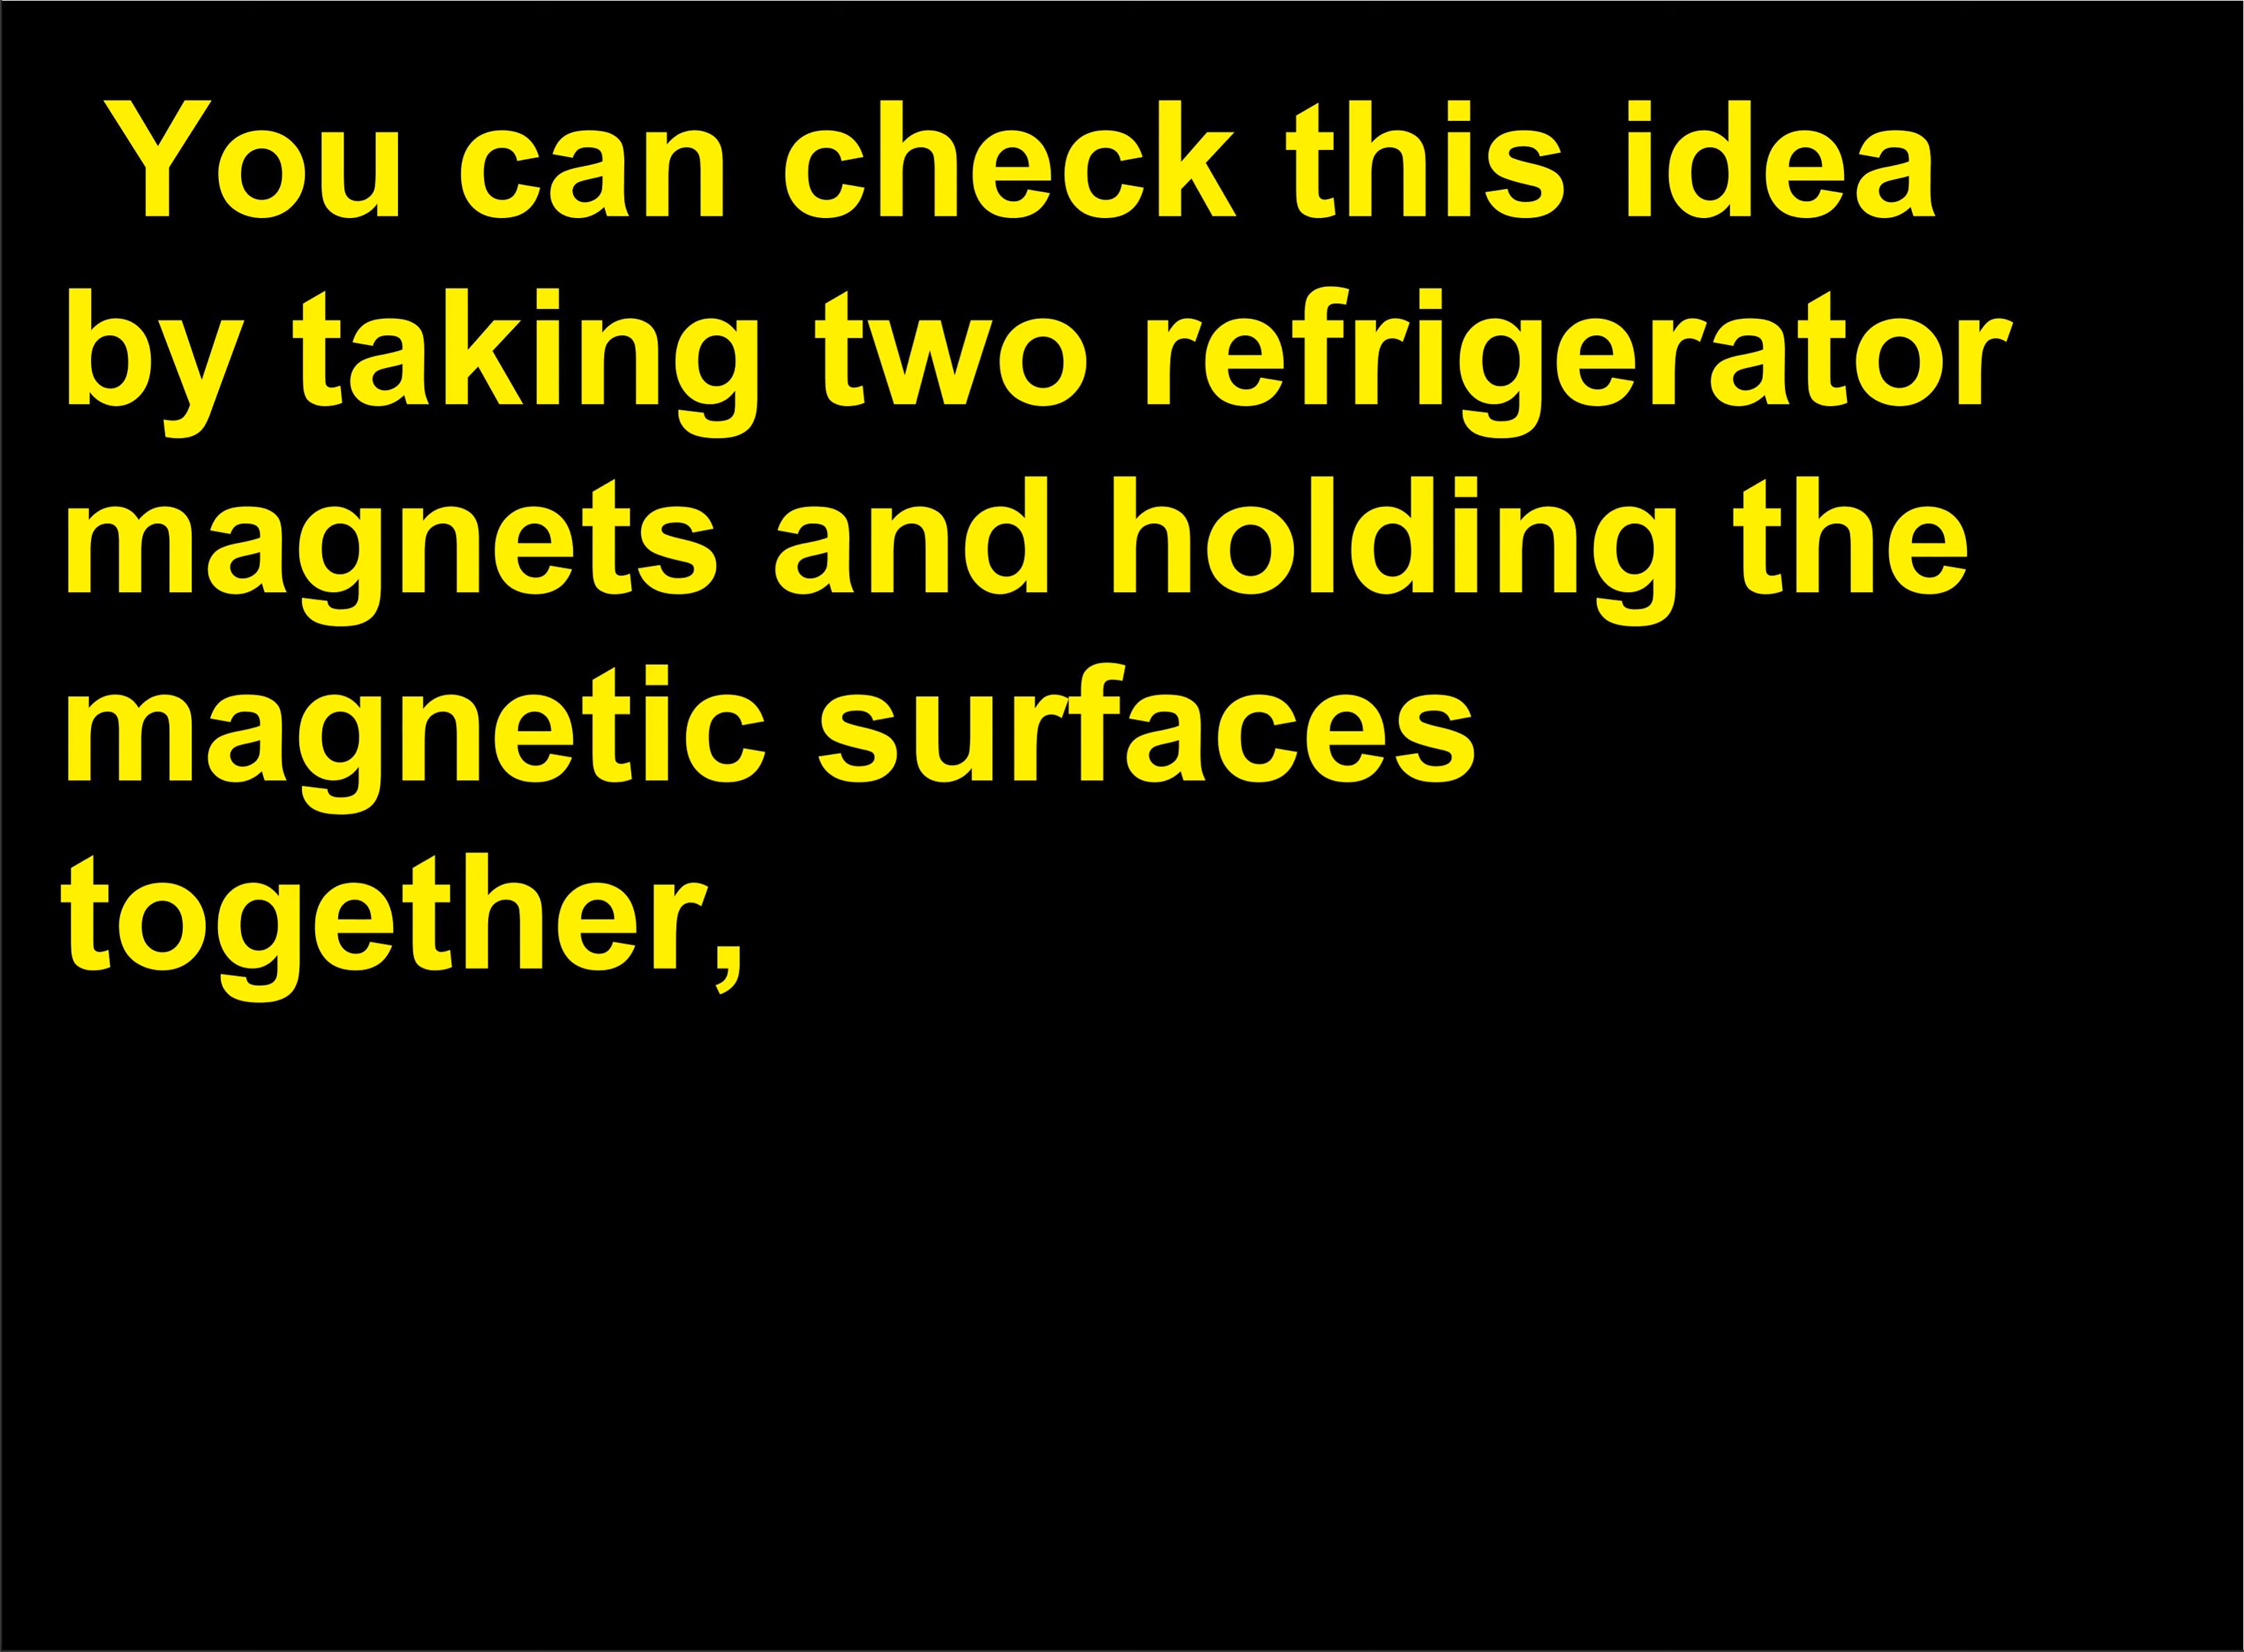 You can check this idea
by taking two refrigerator
magnets and holding the
magnetic surfaces
together,